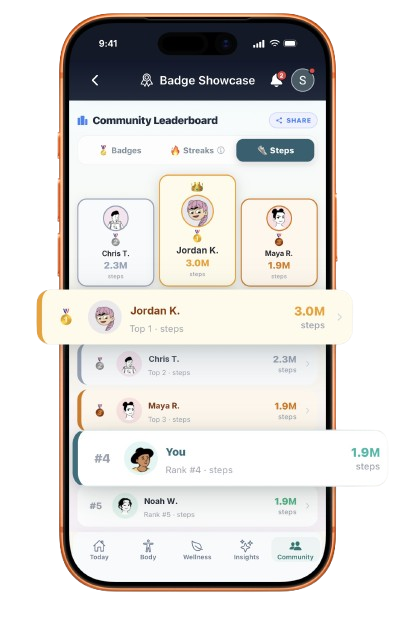 9:41
Badge Showcase
2
S
Community Leaderboard
SHARE
Badges
Streaks
Steps
Chris T.
2.3M
steps
Jordan K.
3.0M
steps
Maya R.
1.9M
steps
Jordan K.
Top 1 · steps
3.0M
steps
Chris T.
Top 2 · steps
2.3M
steps
Maya R.
Top 3 · steps
1.9M
steps
#4
You
Rank #4 · steps
1.9M
steps
#5
Noah W.
Rank #5 · steps
1.9M
steps
Today
Body
Wellness
Insights
Community